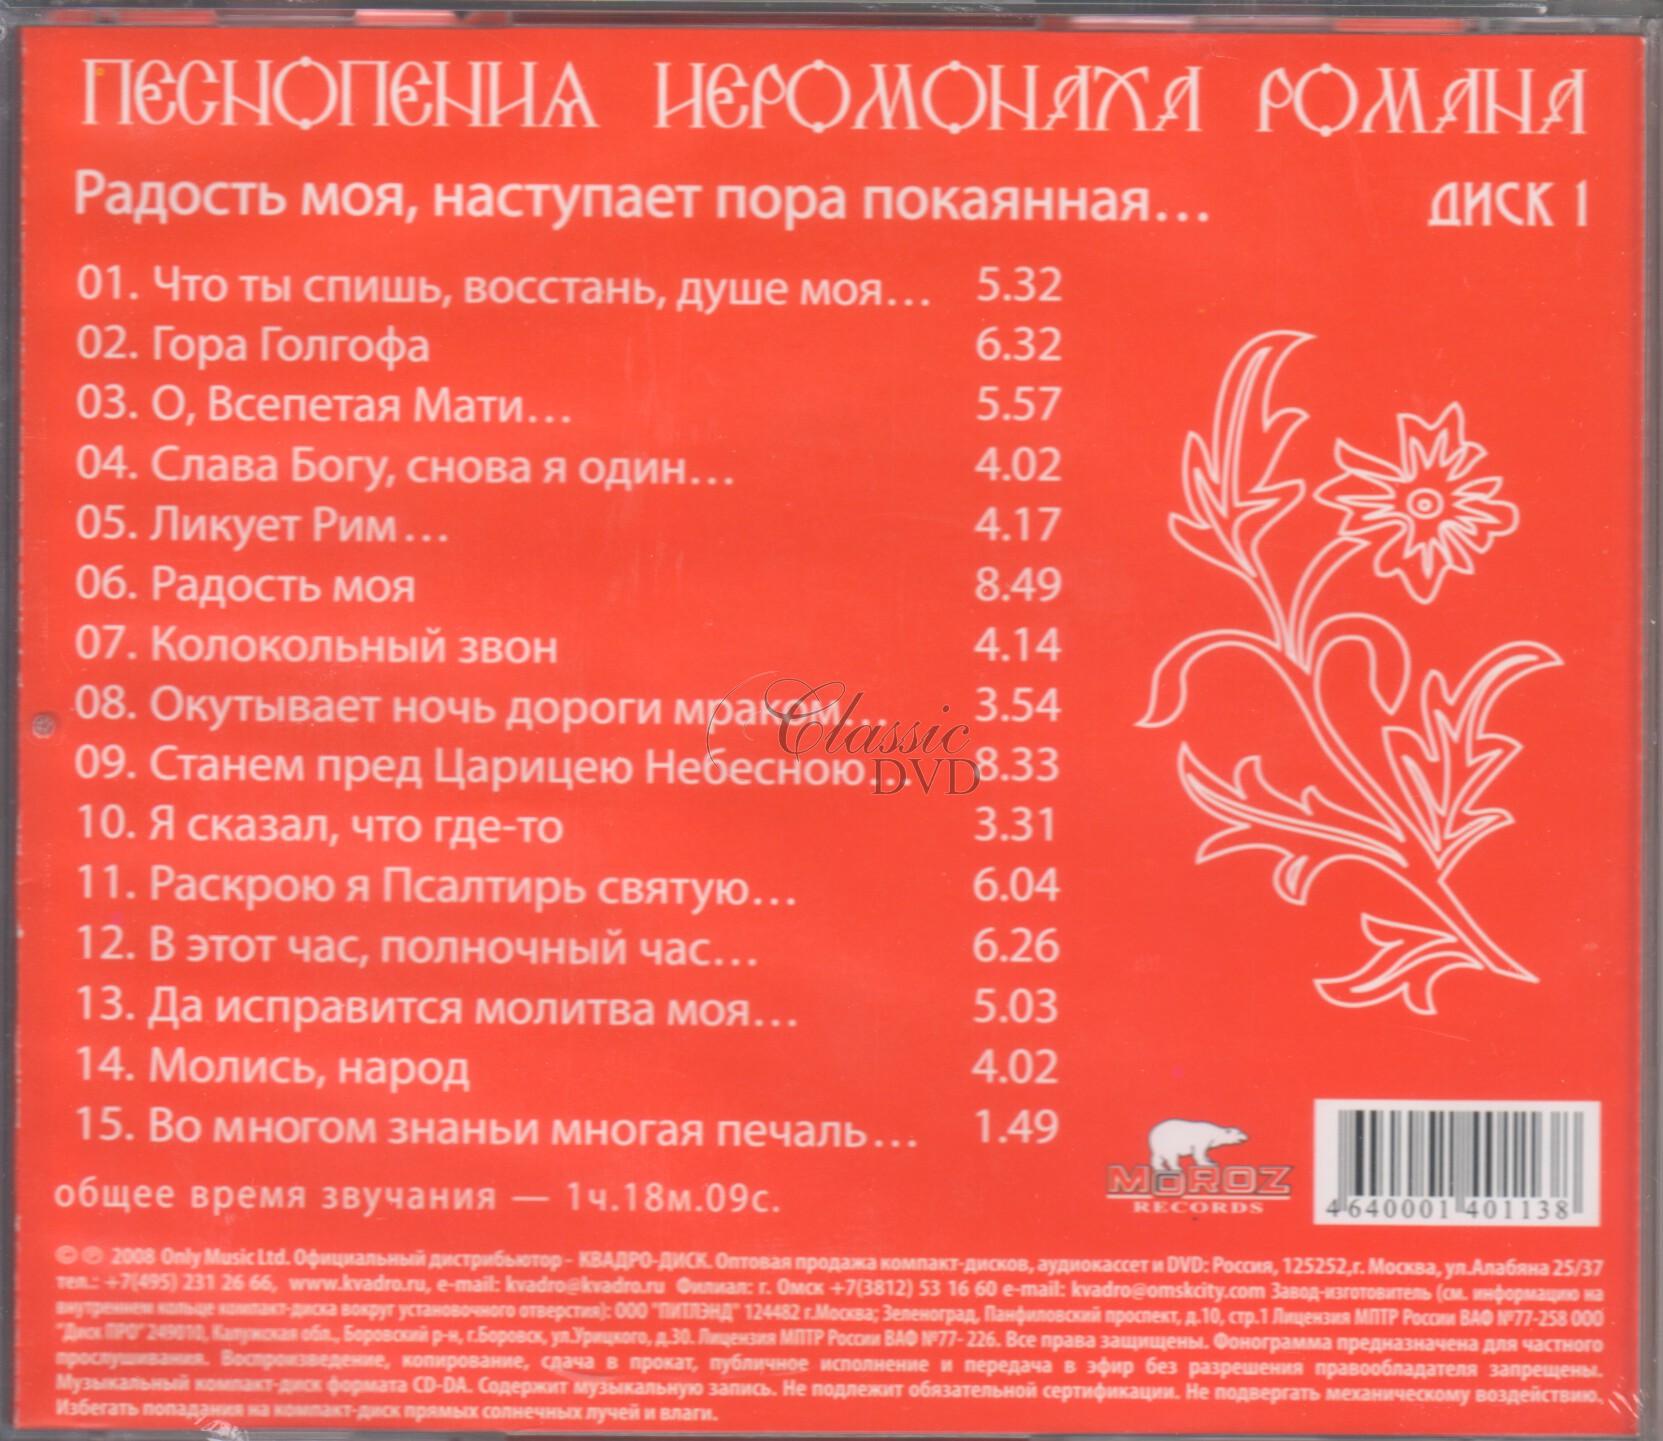 ПЕСНОПЕНИЯ ИЕРОМОНАХА РОМАНА
Радость моя, наступает пора покаянная... ДИСК 1
01. Что ты спишь, восстань, душе моя... 5.32
02. Гора Голгофа 6.32
03. О, Всепетая Мати... 5.57
04. Слава Богу, снова я один... 4.02
05. Ликует Рим... 4.17
06. Радость моя 8.49
07. Колокольный звон 4.14
08. Окутывает ночь дороги мраком... 3.54
09. Станем пред Царицею Небесною... 8.33
10. Я сказал, что где-то 3.31
11. Раскрою я Псалтирь святую... 6.04
12. В этот час, полночный час... 6.26
13. Да исправится молитва моя... 5.03
14. Молись, народ 4.02
15. Во многом знаньи многая печаль... 1.49
Classic
DVD
общее время звучания — 1ч.18м.09с.
MOROZ
RECORDS
4 640001 401138
© ℗ 2008 Only Music Ltd. Официальный дистрибьютор - КВАДРО-ДИСК. Оптовая продажа компакт-дисков, аудиокассет и DVD: Россия, 125252,г. Москва, ул.Алабяна 25/37
тел.: +7(495) 231 26 66, www.kvadro.ru, e-mail: kvadro@kvadro.ru Филиал: г. Омск +7(3812) 53 16 60 e-mail: kvadro@omskcity.com Завод-изготовитель (см. информацию на
внутреннем кольце компакт-диска вокруг установочного отверстия): ООО "ПИТЛЭНД" 124482 г.Москва; Зеленоград, Панфиловский проспект, д.10, стр.1 Лицензия МПТР России ВАФ №77-258 ООО
"Диск ПРО" 249010, Калужская обл., Боровский р-н, г.Боровск, ул.Урицкого, д.30. Лицензия МПТР России ВАФ №77- 226. Все права защищены. Фонограмма предназначена для частного
прослушивания. Воспроизведение, копирование, сдача в прокат, публичное исполнение и передача в эфир без разрешения правообладателя запрещены.
Музыкальный компакт-диск формата CD-DA. Содержит музыкальную запись. Не подлежит обязательной сертификации. Не подвергать механическому воздействию.
Избегать попадания на компакт-диск прямых солнечных лучей и влаги.